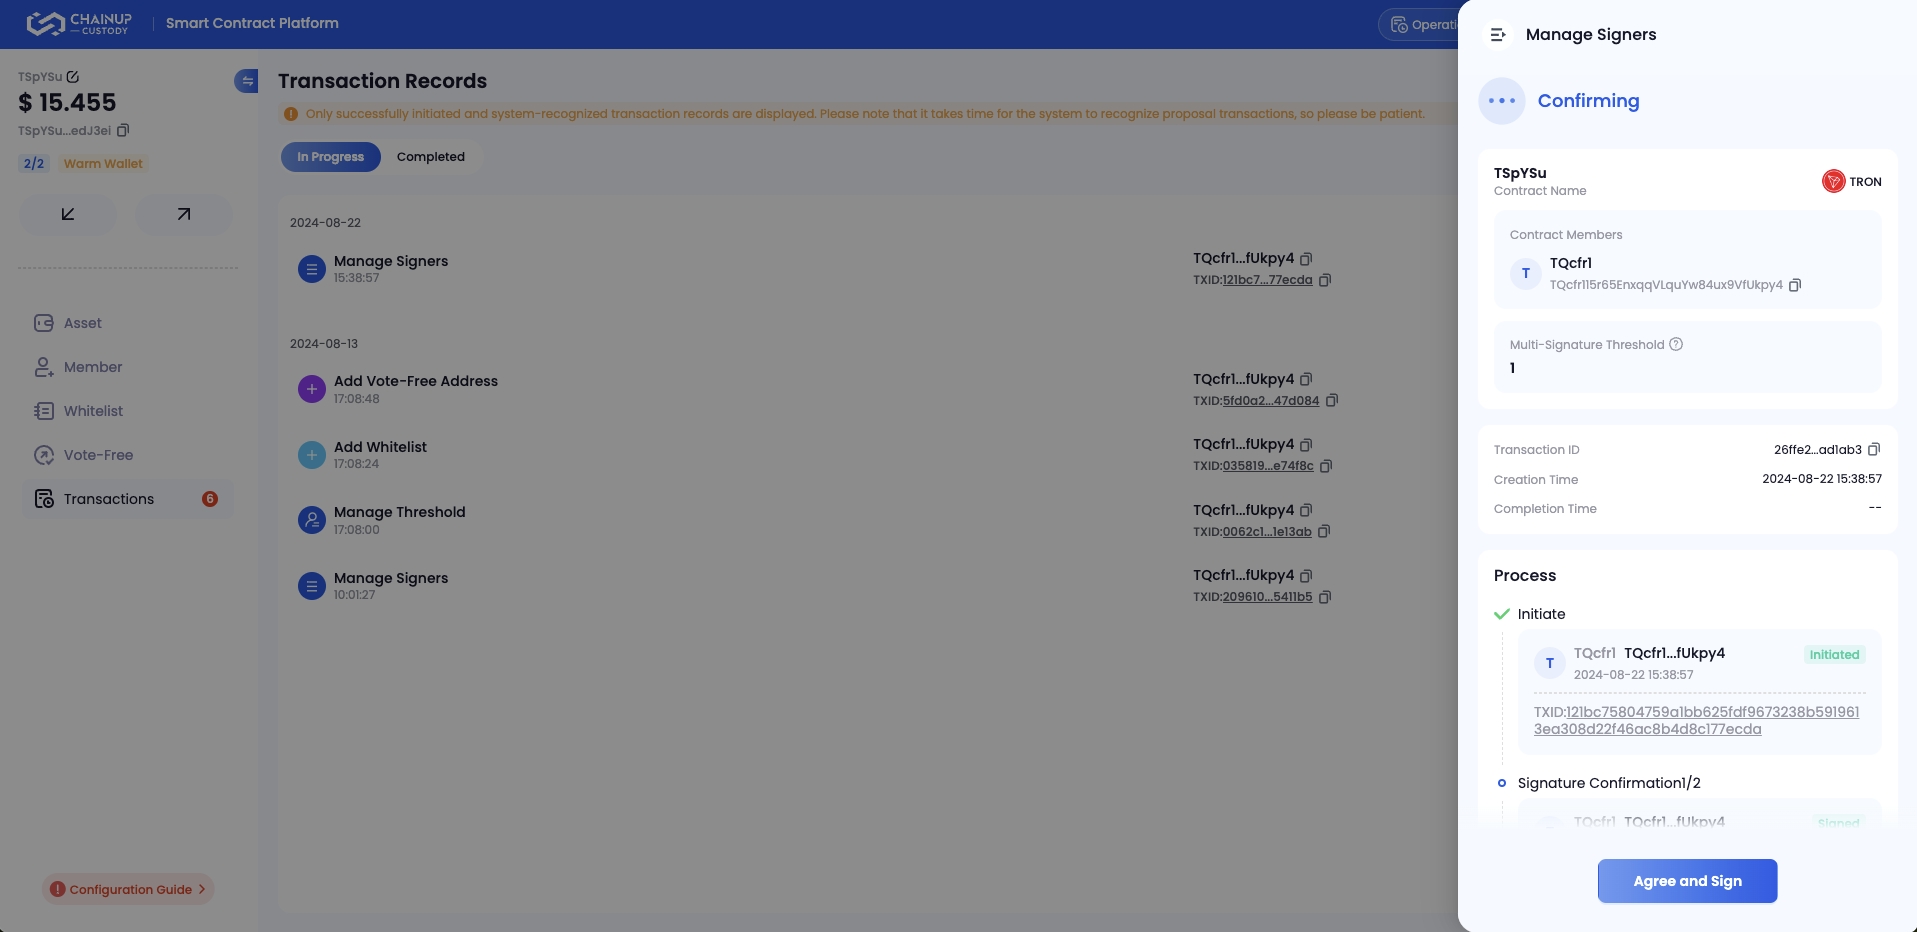 CHAINUP
CUSTODY
Smart Contract Platform
TSpYSu
$ 15.455
TSpYSu...edJ3ei
2/2
Warm Wallet
Asset
Member
Whitelist
Vote-Free
Transactions
6
Configuration Guide
Transaction Records
Only successfully initiated and system-recognized transaction records are displayed. Please note that it takes time for the system to recognize proposal transactions, so please be patient.
In Progress
Completed
2024-08-22
Manage Signers
15:38:57
TQcfr1...fUkpy4
TXID:121bc7...77ecda
2024-08-13
Add Vote-Free Address
17:08:48
TQcfr1...fUkpy4
TXID:5fd0a2...47d084
Add Whitelist
17:08:24
TQcfr1...fUkpy4
TXID:035819...e74f8c
Manage Threshold
17:08:00
TQcfr1...fUkpy4
TXID:0062c1...1e13ab
Manage Signers
10:01:27
TQcfr1...fUkpy4
TXID:209610...5411b5
Manage Signers
Confirming
TSpYSu
Contract Name
TRON
Contract Members
T
TQcfr1
TQcfr115r65EnxqqVLquYw84ux9VfUkpy4
Multi-Signature Threshold
1
Transaction ID
26ffe2...ad1ab3
Creation Time
2024-08-22 15:38:57
Completion Time
--
Process
Initiate
T
TQcfr1 TQcfr1...fUkpy4
Initiated
2024-08-22 15:38:57
TXID:121bc75804759a1bb625fdf9673238b591961
3ea308d22f46ac8b4d8c177ecda
Signature Confirmation1/2
TQcfr1 TQcfr1...fUkpy4
Signed
Agree and Sign